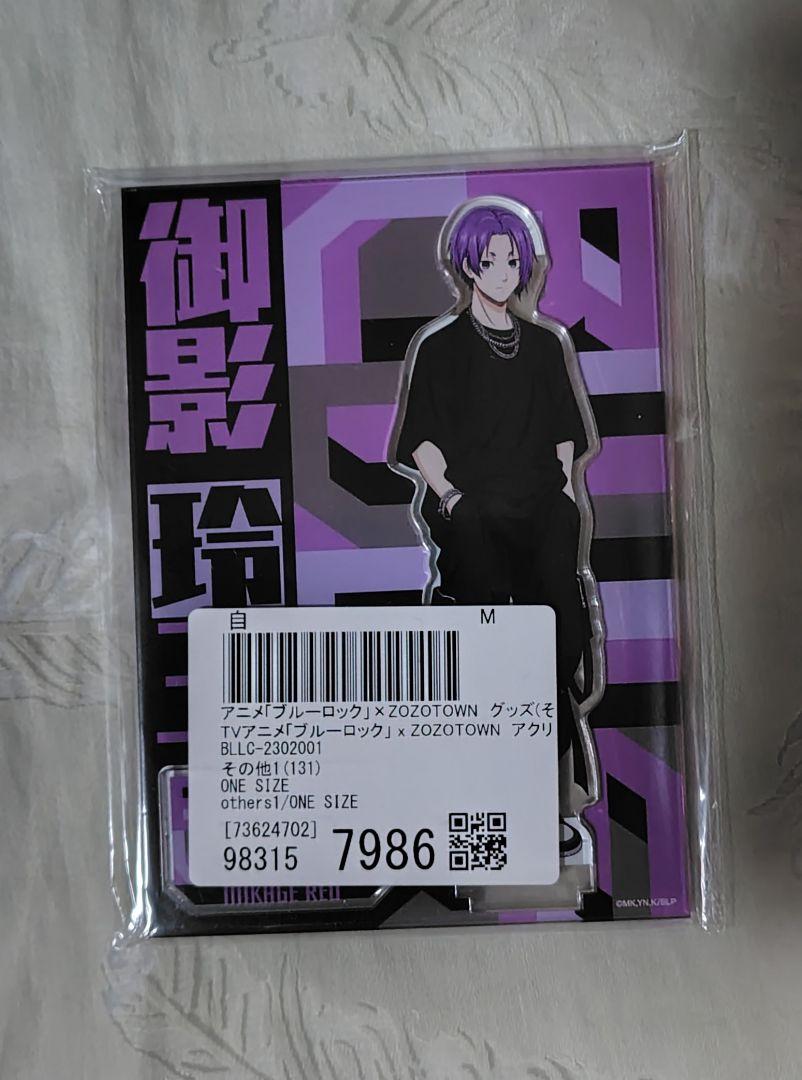 御影
玲
自 M
アニメ「ブルーロック」×ZOZOTOWN グッズ(そ
TVアニメ「ブルーロック」 x ZOZOTOWN アクリ
BLLC-2302001
その他1(131)
ONE SIZE
others1/ONE SIZE
[73624702]
98315 7986
MIKAGE REO
©MK,YN,K/BLP